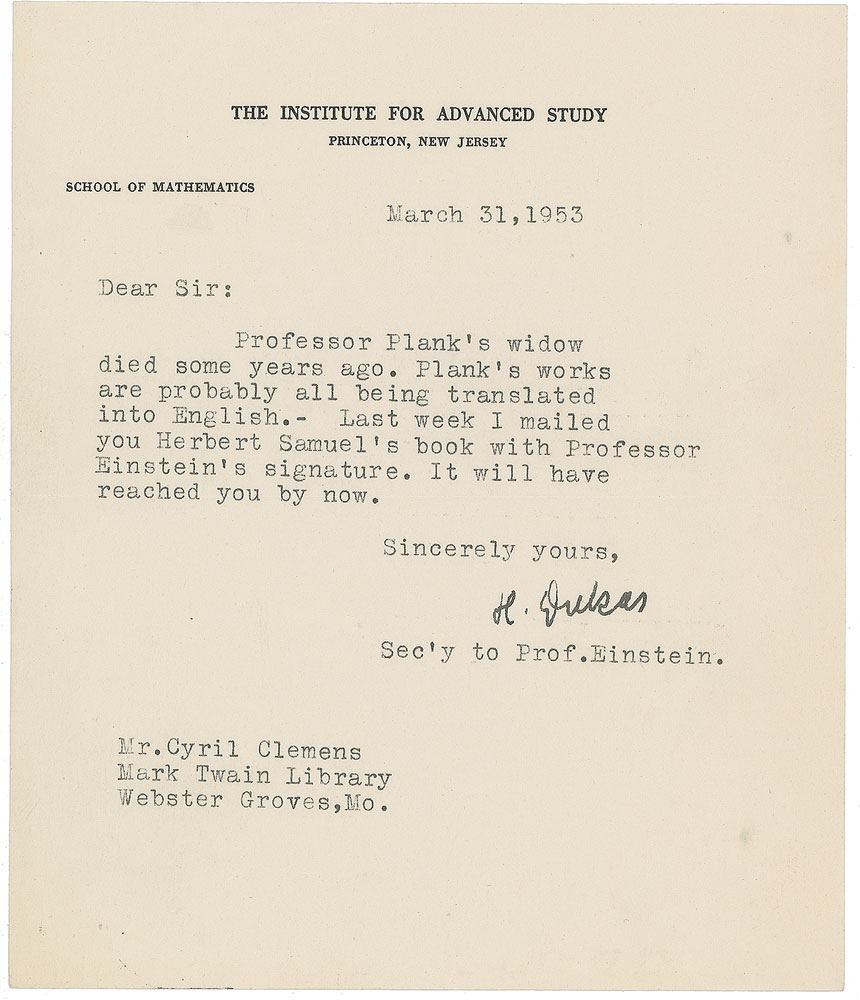 THE INSTITUTE FOR ADVANCED STUDY
PRINCETON, NEW JERSEY
SCHOOL OF MATHEMATICS
March 31,1953
Dear Sir:
Professor Plank's widow
died some years ago. Plank's works
are probably all being translated
into English.- Last week I mailed
you Herbert Samuel's book with Professor
Einstein's signature. It will have
reached you by now.
Sincerely yours,
H. Dukas
Sec'y to Prof.Einstein.
Mr.Cyril Clemens
Mark Twain Library
Webster Groves,Mo.